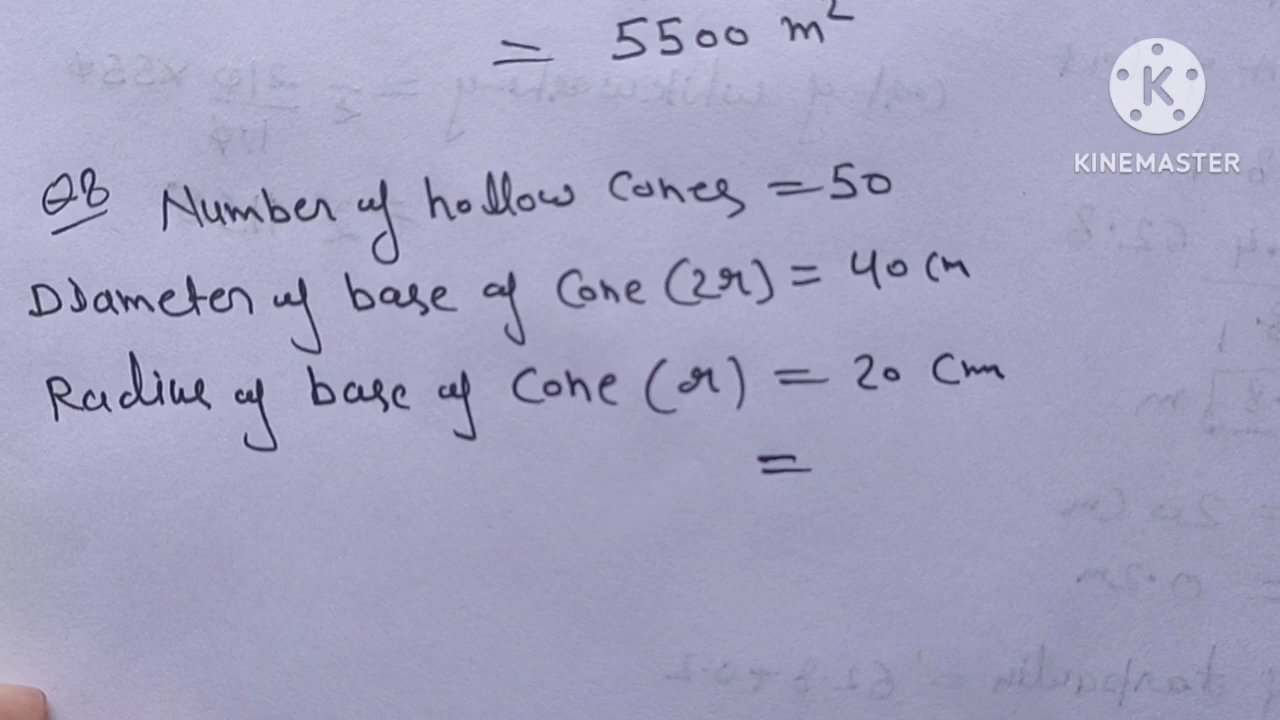 = 5500 m²
K
KINEMASTER
Q8 Number of hollow Cones = 50
Diameter of base of Cone (2r) = 40 cm
Radius of base of Cone (r) = 20 Cm
=